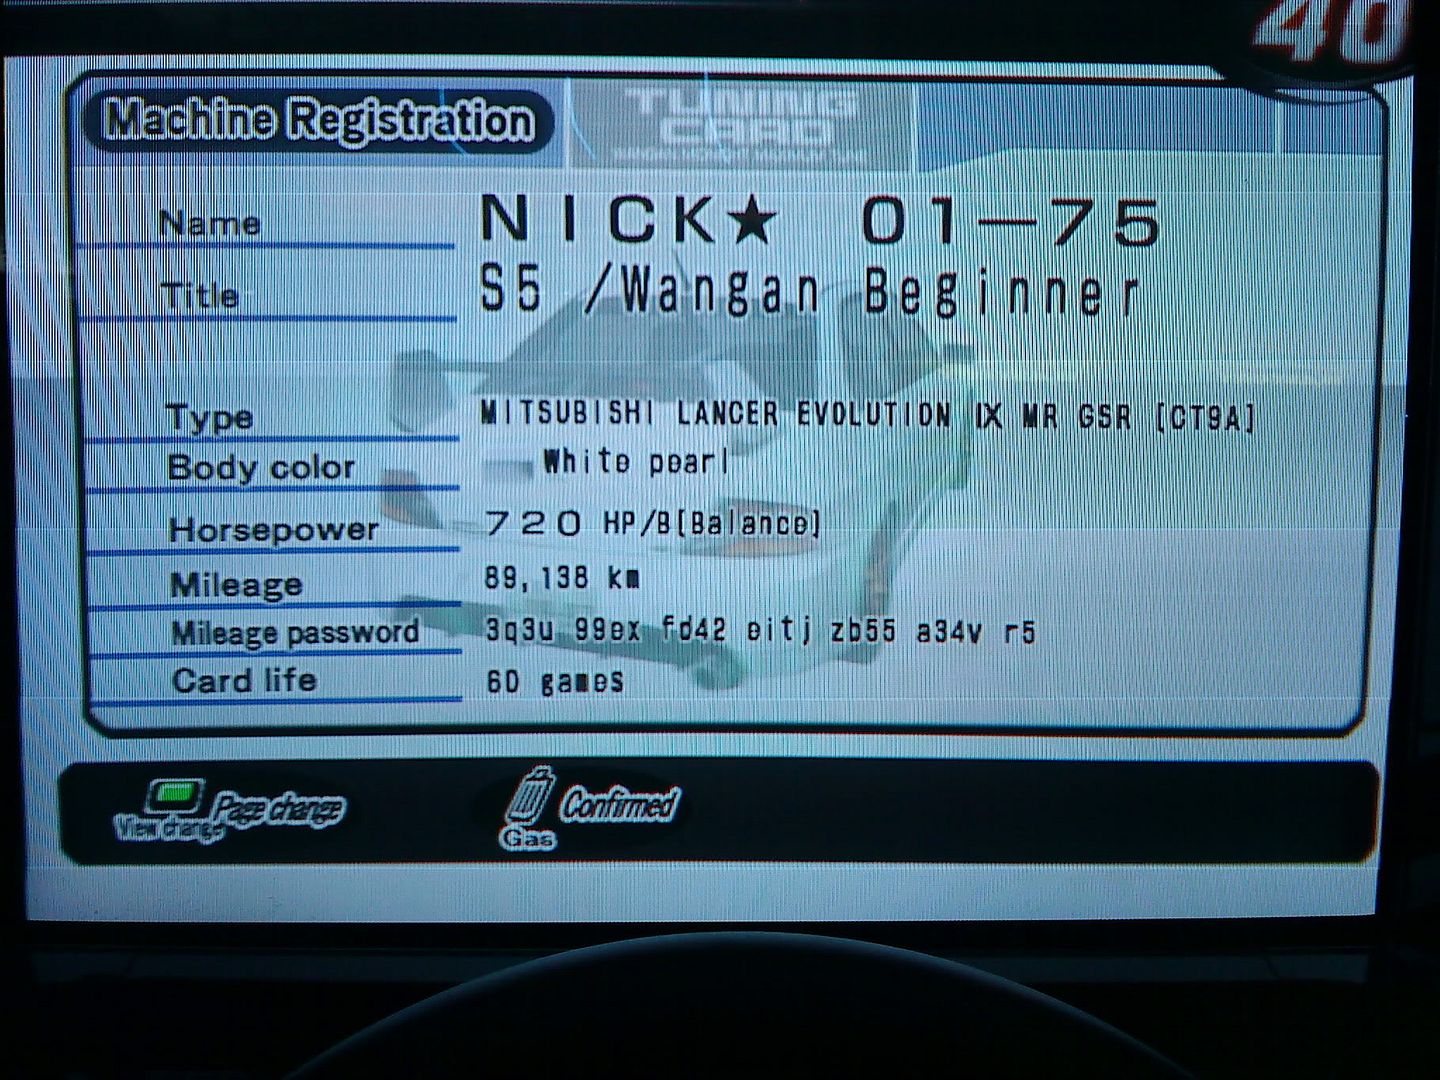 40
TUNING
CARD
Machine Registration
Name NICK★ 01—75
Title S5 /Wangan Beginner
Type MITSUBISHI LANCER EVOLUTION IX MR GSR [CT9A]
Body color White pearl
Horsepower 720 HP/B[Balance]
Mileage 89,138 km
Mileage password 3q3u 99ex fd42 eitj zb55 a34v r5
Card life 60 games
View change Page change
Gas Confirmed